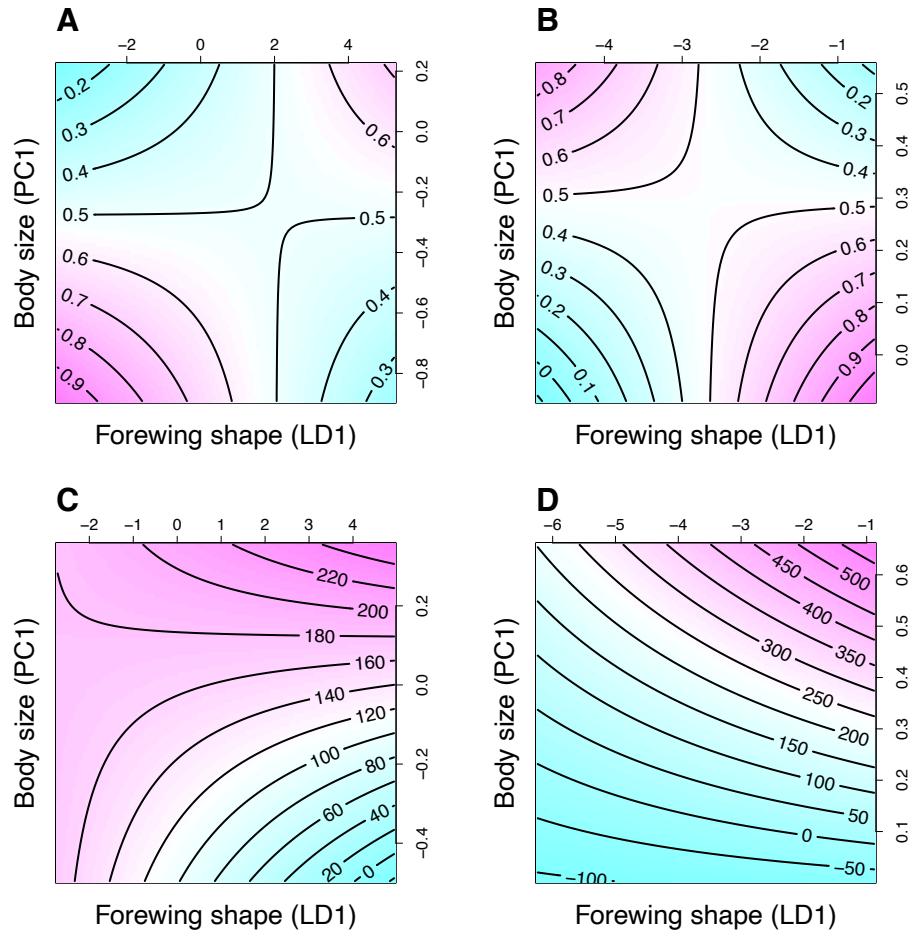 A
B
−2 0 2 4
−4 −3 −2 −1
Body size (PC1)
0.2 0.3 0.4 0.5 0.6 0.7 0.8 0.9 0.6 0.5 0.4 0.3
0.2 0.0 −0.2 −0.4 −0.6 −0.8
Body size (PC1)
0.8 0.7 0.6 0.5 0.4 0.3 0.2 0 0.1 0.2 0.3 0.4 0.5 0.6 0.7 0.8 0.9
0.5 0.4 0.3 0.2 0.1 0.0
Forewing shape (LD1)
Forewing shape (LD1)
C
D
−2 −1 0 1 2 3 4
−6 −5 −4 −3 −2 −1
Body size (PC1)
220 200 180 160 140 120 100 80 60 40 20 0
0.2 0.0 −0.2 −0.4
Body size (PC1)
450 500 400 350 300 250 200 150 100 50 0 −50 −100
0.6 0.5 0.4 0.3 0.2 0.1
Forewing shape (LD1)
Forewing shape (LD1)